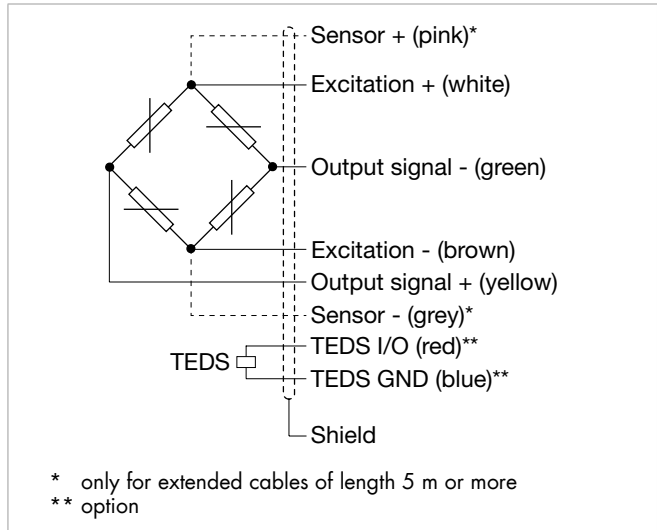 Sensor + (pink)*
Excitation + (white)
Output signal - (green)
Excitation - (brown)
Output signal + (yellow)
Sensor - (grey)*
TEDS I/O (red)**
TEDS
TEDS GND (blue)**
Shield
* only for extended cables of length 5 m or more
** option